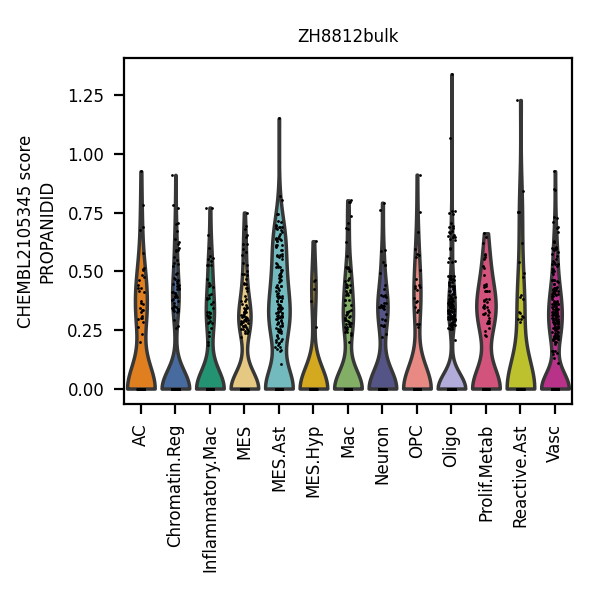 ZH8812bulk
CHEMBL2105345 score
PROPANIDID
1.25
1.00
0.75
0.50
0.25
0.00
AC
Chromatin.Reg
Inflammatory.Mac
MES
MES.Ast
MES.Hyp
Mac
Neuron
OPC
Oligo
Prolif.Metab
Reactive.Ast
Vasc